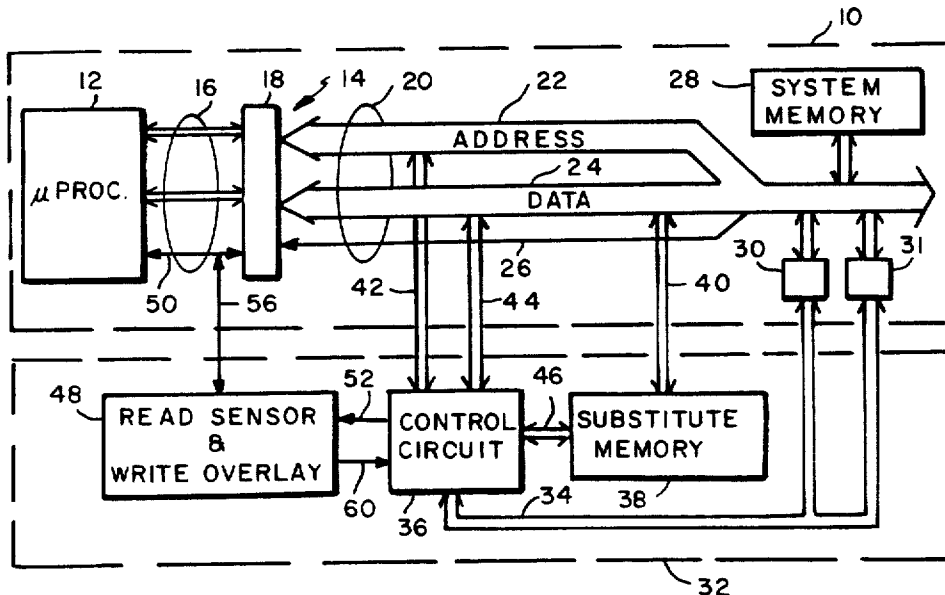 10
12
16
18
14
20
22
28
SYSTEM
MEMORY
ADDRESS
μ PROC.
24
DATA
50
56
42
44
26
40
30
31
48
READ SENSOR
&
WRITE OVERLAY
52
CONTROL
CIRCUIT
46
SUBSTITUTE
MEMORY
60
36
34
38
32